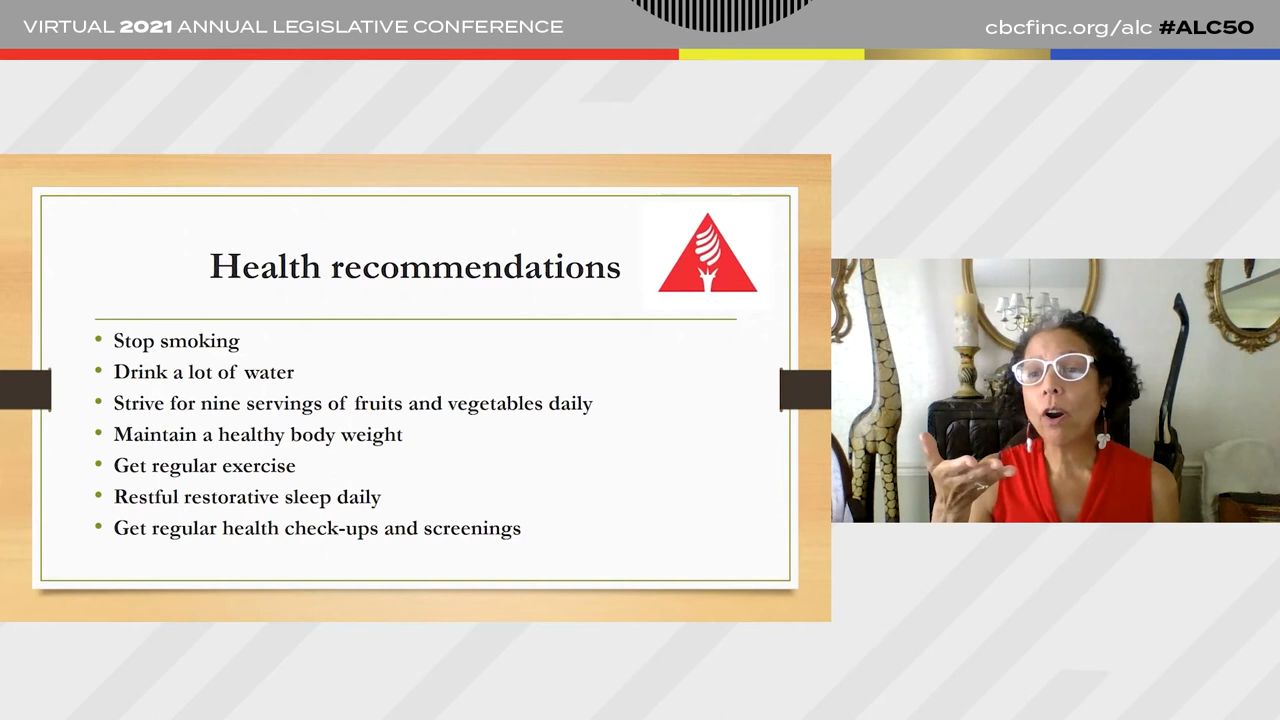 VIRTUAL 2021 ANNUAL LEGISLATIVE CONFERENCE
cbcfinc.org/alc #ALC50
Health recommendations
• Stop smoking
• Drink a lot of water
• Strive for nine servings of fruits and vegetables daily
• Maintain a healthy body weight
• Get regular exercise
• Restful restorative sleep daily
• Get regular health check-ups and screenings